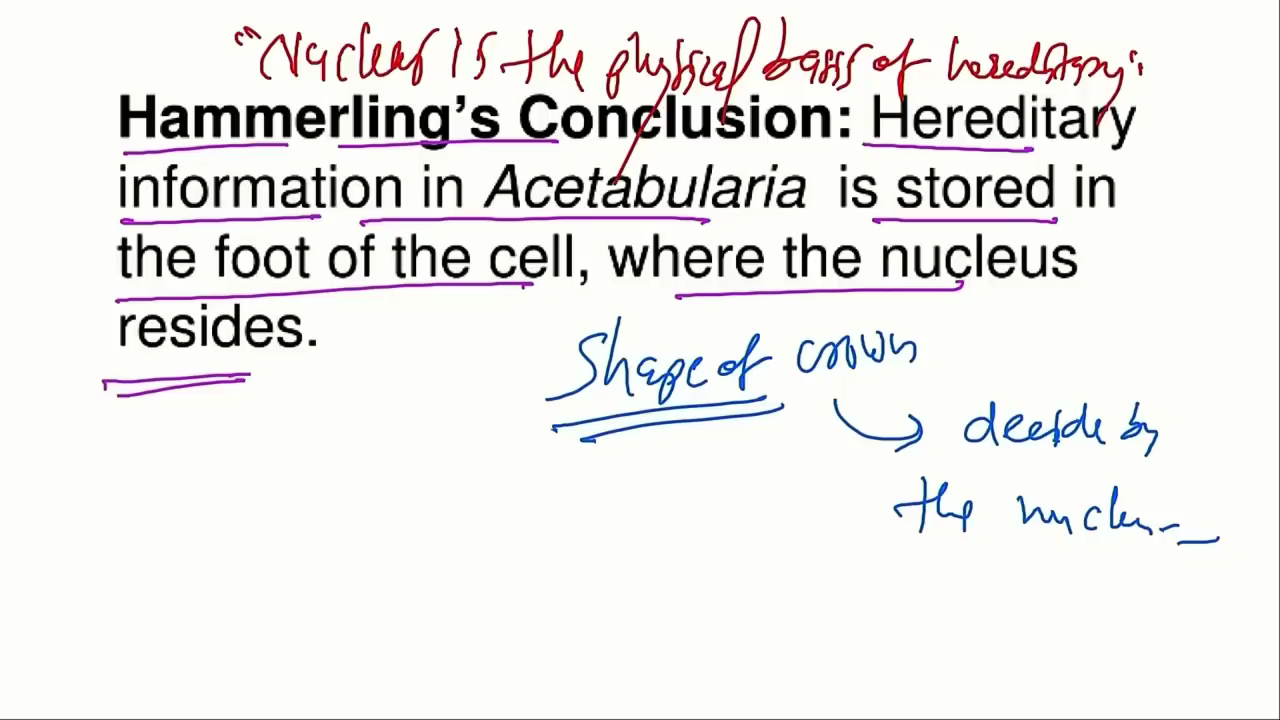 "Nucleus is the physical basis of hereditary".
Hammerling's Conclusion: Hereditary
information in Acetabularia is stored in
the foot of the cell, where the nucleus
resides.
Shape of crown
decide by
the nucleus